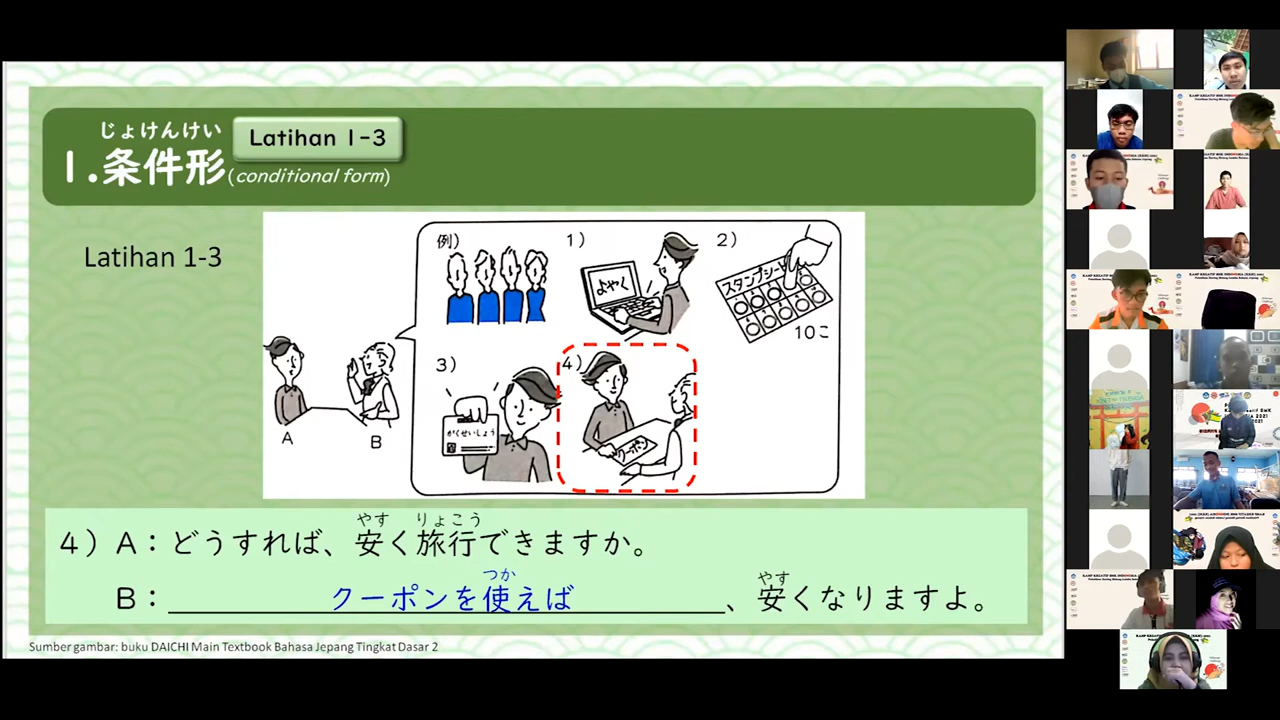 じょけんけい
1.条件形(conditional form)
Latihan 1-3
Latihan 1-3
例)
1)
よやく
2)
スタンプシート
10こ
A
B
3)
がくせいしょう
4)
クーポン
やす りょこう
4)A:どうすれば、安く旅行できますか。
つか やす
B:クーポンを使えば、安くなりますよ。
Sumber gambar: buku DAICHI Main Textbook Bahasa Jepang Tingkat Dasar 2